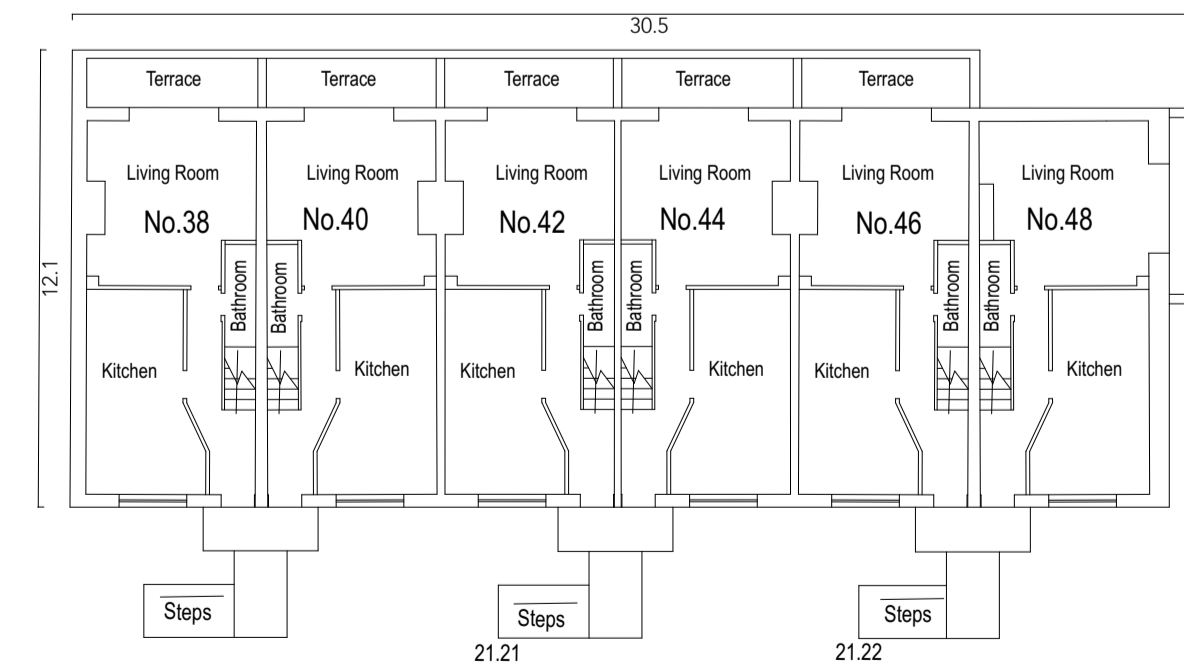 30.5
Terrace Terrace Terrace Terrace Terrace
Living Room Living Room Living Room Living Room Living Room Living Room
No.38 No.40 No.42 No.44 No.46 No.48
12.1
Bathroom Bathroom Bathroom Bathroom Bathroom Bathroom
Kitchen Kitchen Kitchen Kitchen Kitchen Kitchen
Steps Steps Steps
21.21 21.22